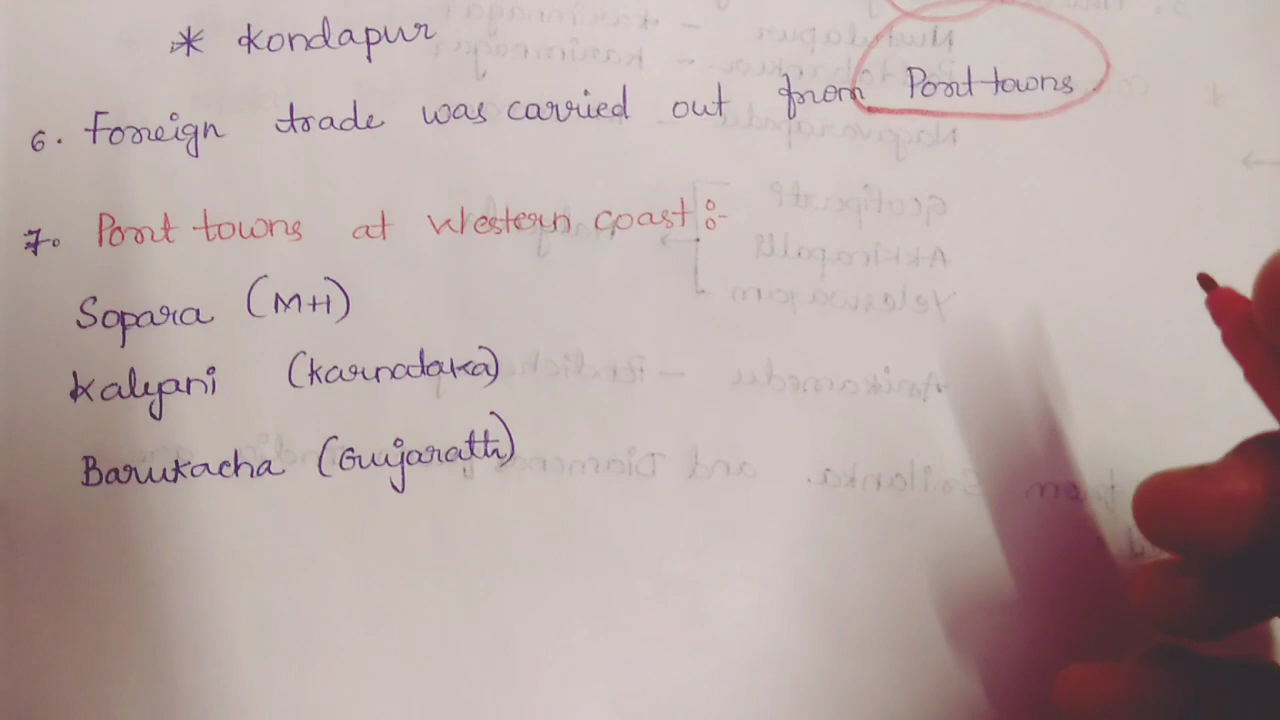 * Kondapur
6. Foreign trade was carried out from Port towns.
7. Port towns at Western coast :-
Sopara (MH)
Kalyani (Karnadaka)
Barukacha (Gujarath)